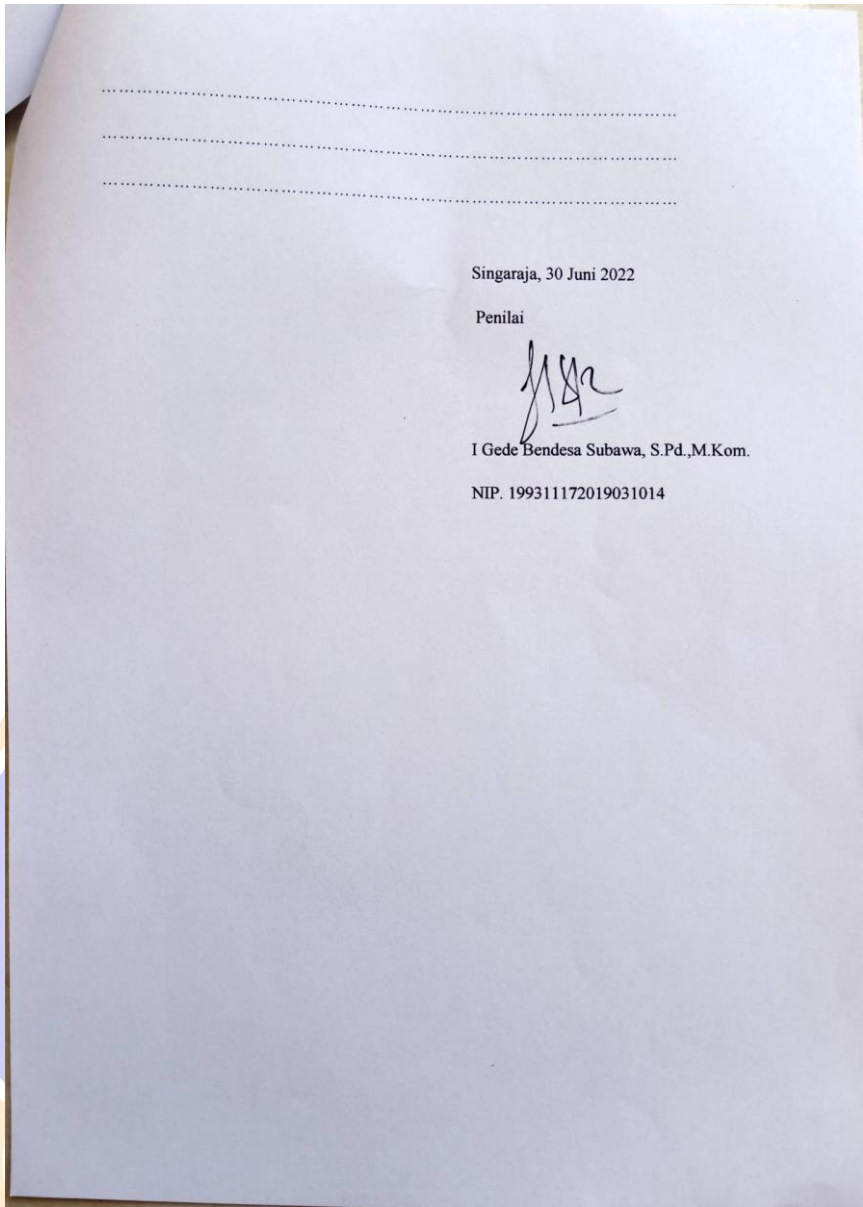 ………………………………………………………………………………
………………………………………………………………………………
………………………………………………………………………………
Singaraja, 30 Juni 2022
Penilai
I Gede Bendesa Subawa, S.Pd.,M.Kom.
NIP. 199311172019031014